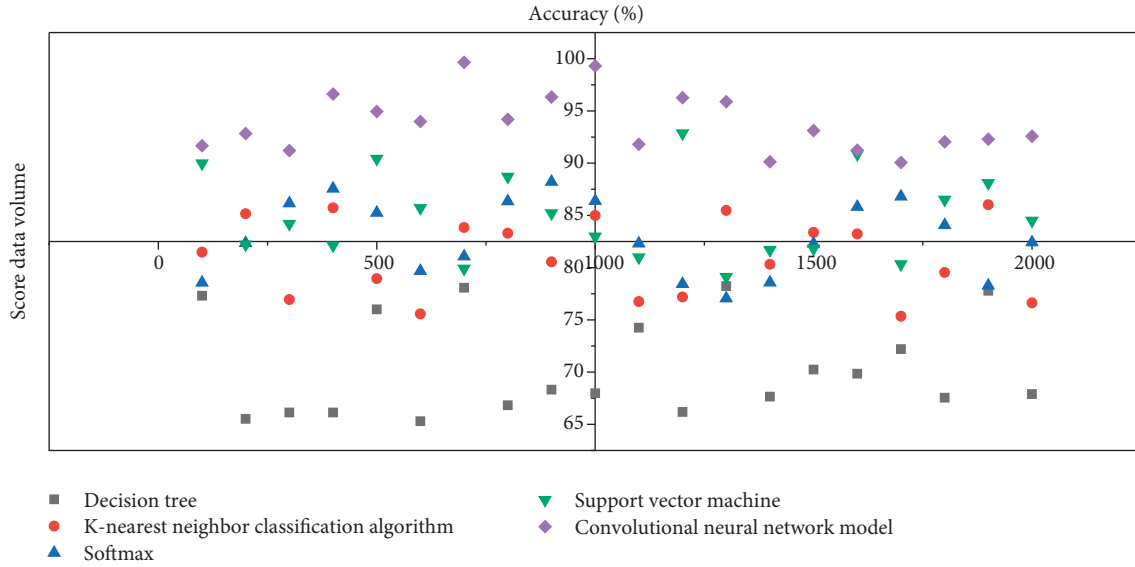 Accuracy (%)
100
95
90
85
80
75
70
65
0
500
1000
1500
2000
Score data volume
Decision tree
K-nearest neighbor classification algorithm
Softmax
Support vector machine
Convolutional neural network model